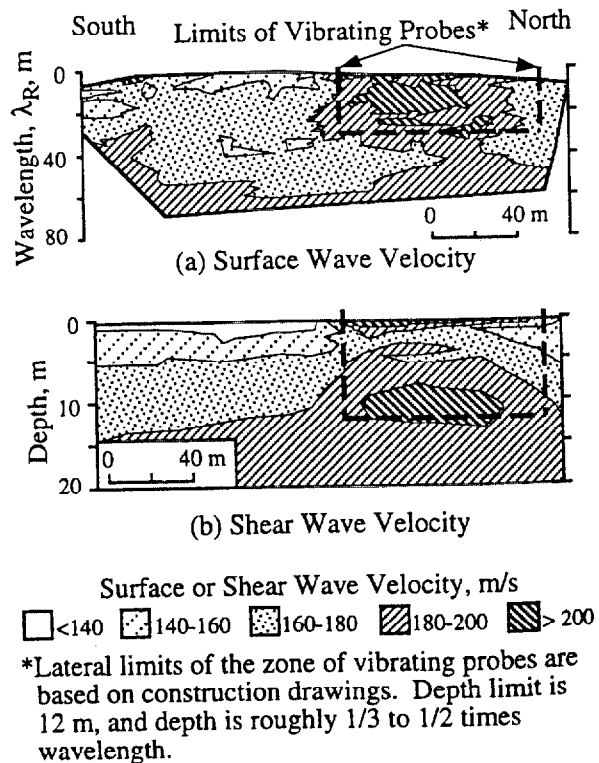 South North
Limits of Vibrating Probes*
Wavelength, λR, m
0
40
80
0 40 m
(a) Surface Wave Velocity
Depth, m
0
10
20
0 40 m
(b) Shear Wave Velocity
Surface or Shear Wave Velocity, m/s
<140 140-160 160-180 180-200 > 200
*Lateral limits of the zone of vibrating probes are
based on construction drawings. Depth limit is
12 m, and depth is roughly 1/3 to 1/2 times
wavelength.